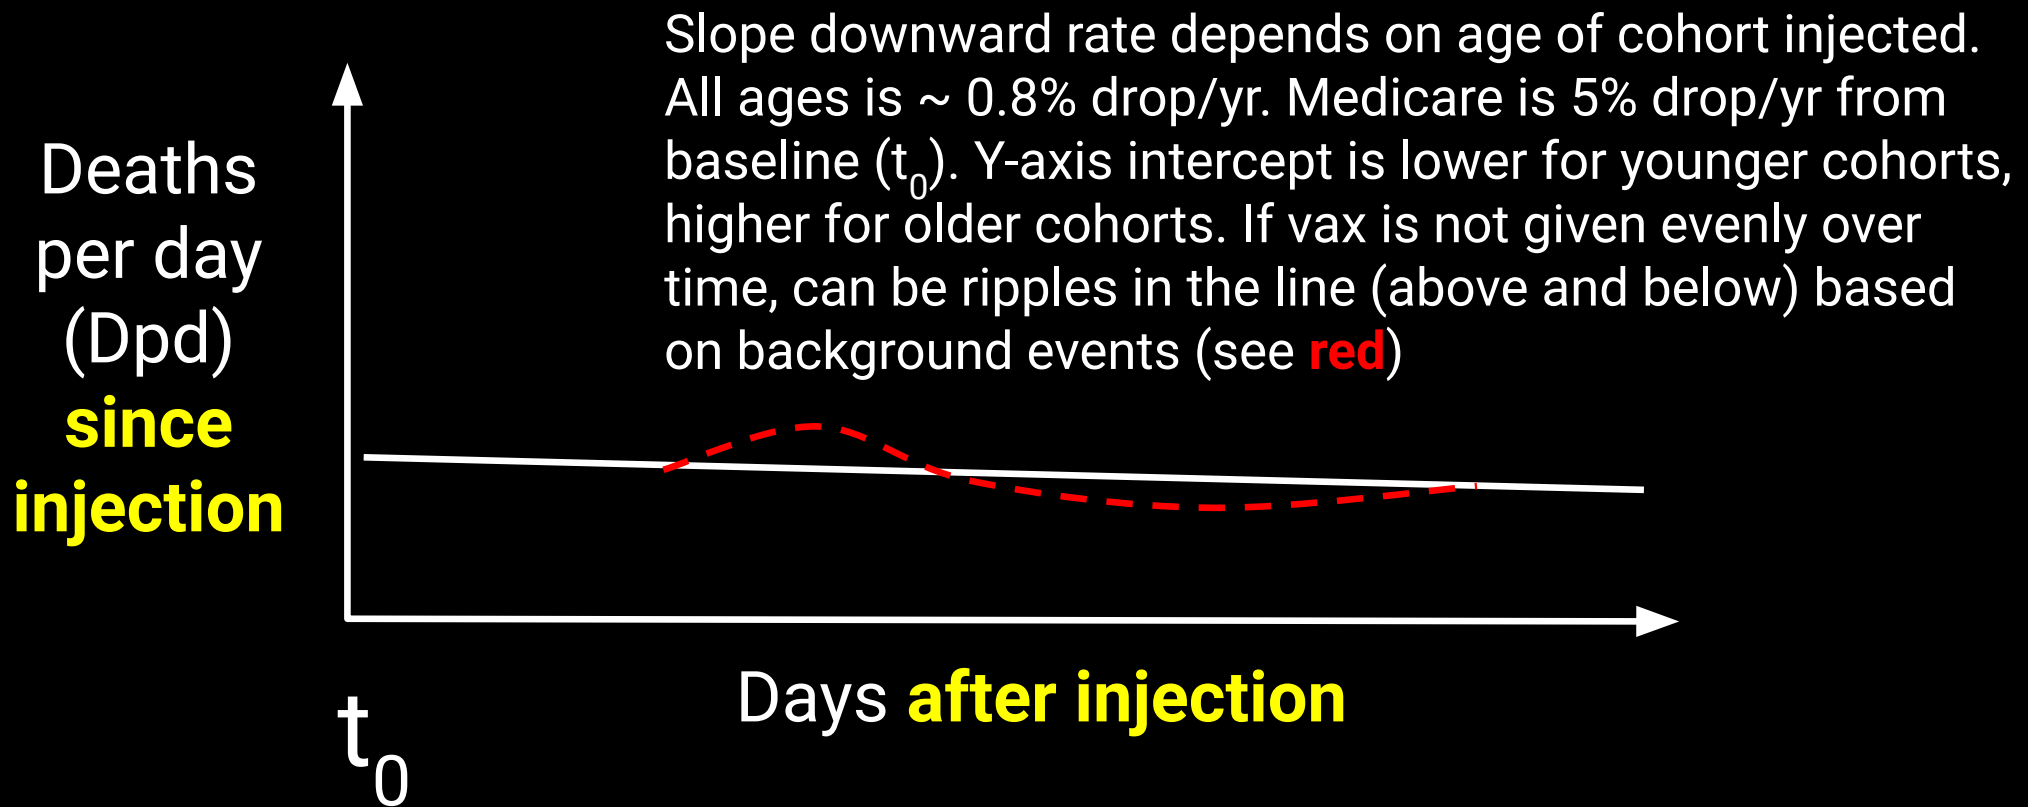 Slope downward rate depends on age of cohort injected.
All ages is ~ 0.8% drop/yr. Medicare is 5% drop/yr from
baseline (t₀). Y-axis intercept is lower for younger cohorts,
higher for older cohorts. If vax is not given evenly over
time, can be ripples in the line (above and below) based
on background events (see red)
Deaths
per day
(Dpd)
since
injection
Days after injection
t₀